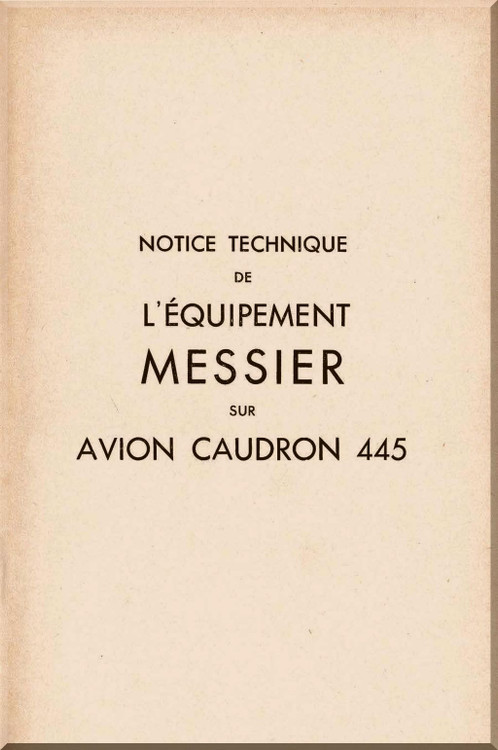 NOTICE TECHNIQUE
DE
L'ÉQUIPEMENT
MESSIER
SUR
AVION CAUDRON 445